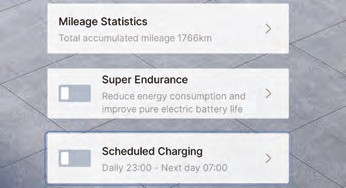 Mileage Statistics
Total accumulated mileage 1766km
Super Endurance
Reduce energy consumption and
improve pure electric battery life
Scheduled Charging
Daily 23:00 - Next day 07:00